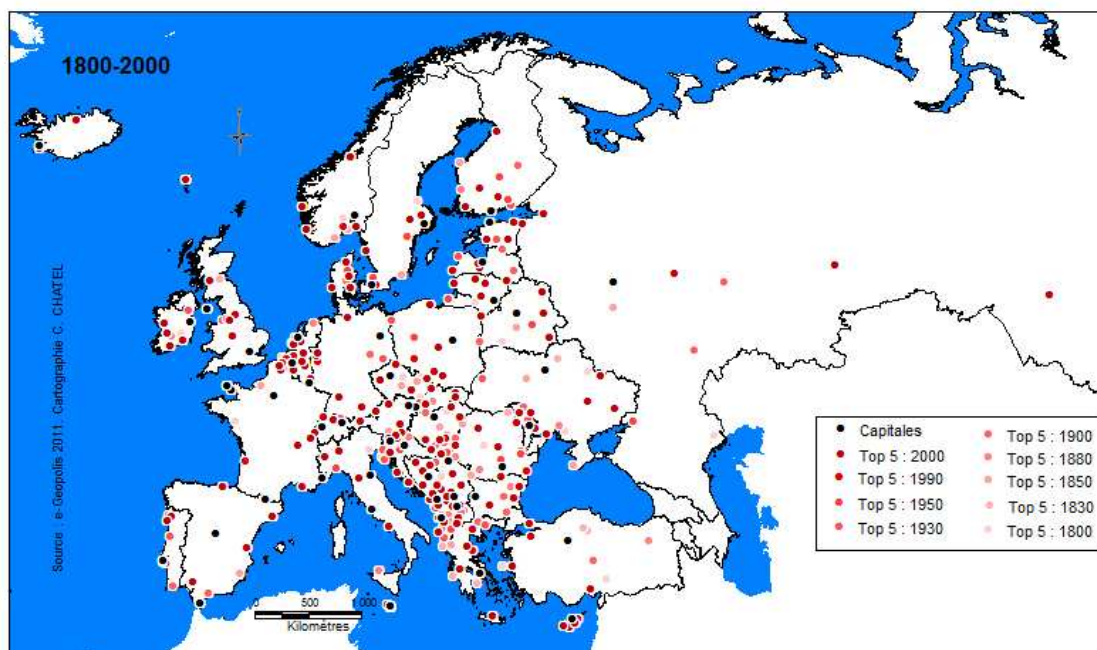 1800-2000
Source : e-Geopolis 2011. Cartographie C. CHATEL
0 500 1 000
Kilomètres
Capitales
Top 5 : 2000
Top 5 : 1990
Top 5 : 1950
Top 5 : 1930
Top 5 : 1900
Top 5 : 1880
Top 5 : 1850
Top 5 : 1830
Top 5 : 1800